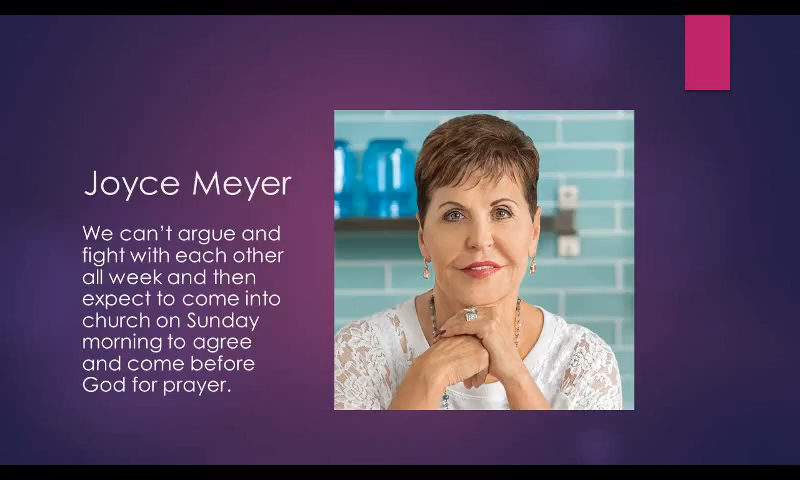 Joyce Meyer
We can’t argue and
fight with each other
all week and then
expect to come into
church on Sunday
morning to agree
and come before
God for prayer.